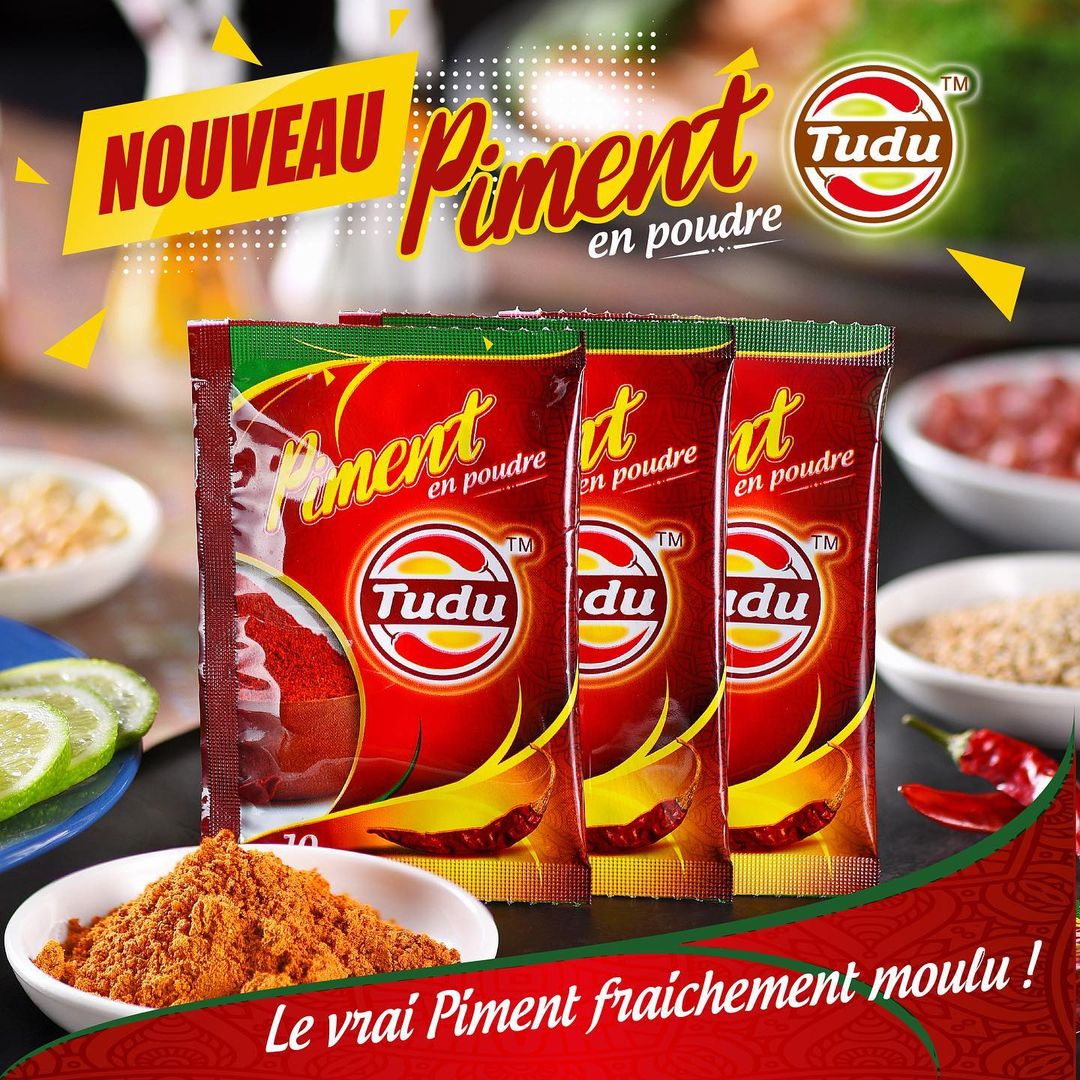 NOUVEAU
Piment
en poudre
Tudu
TM
Piment
en poudre
Tudu
TM
nt
en poudre
udu
TM
nt
en poudre
udu
TM
10
Le vrai Piment fraichement moulu !